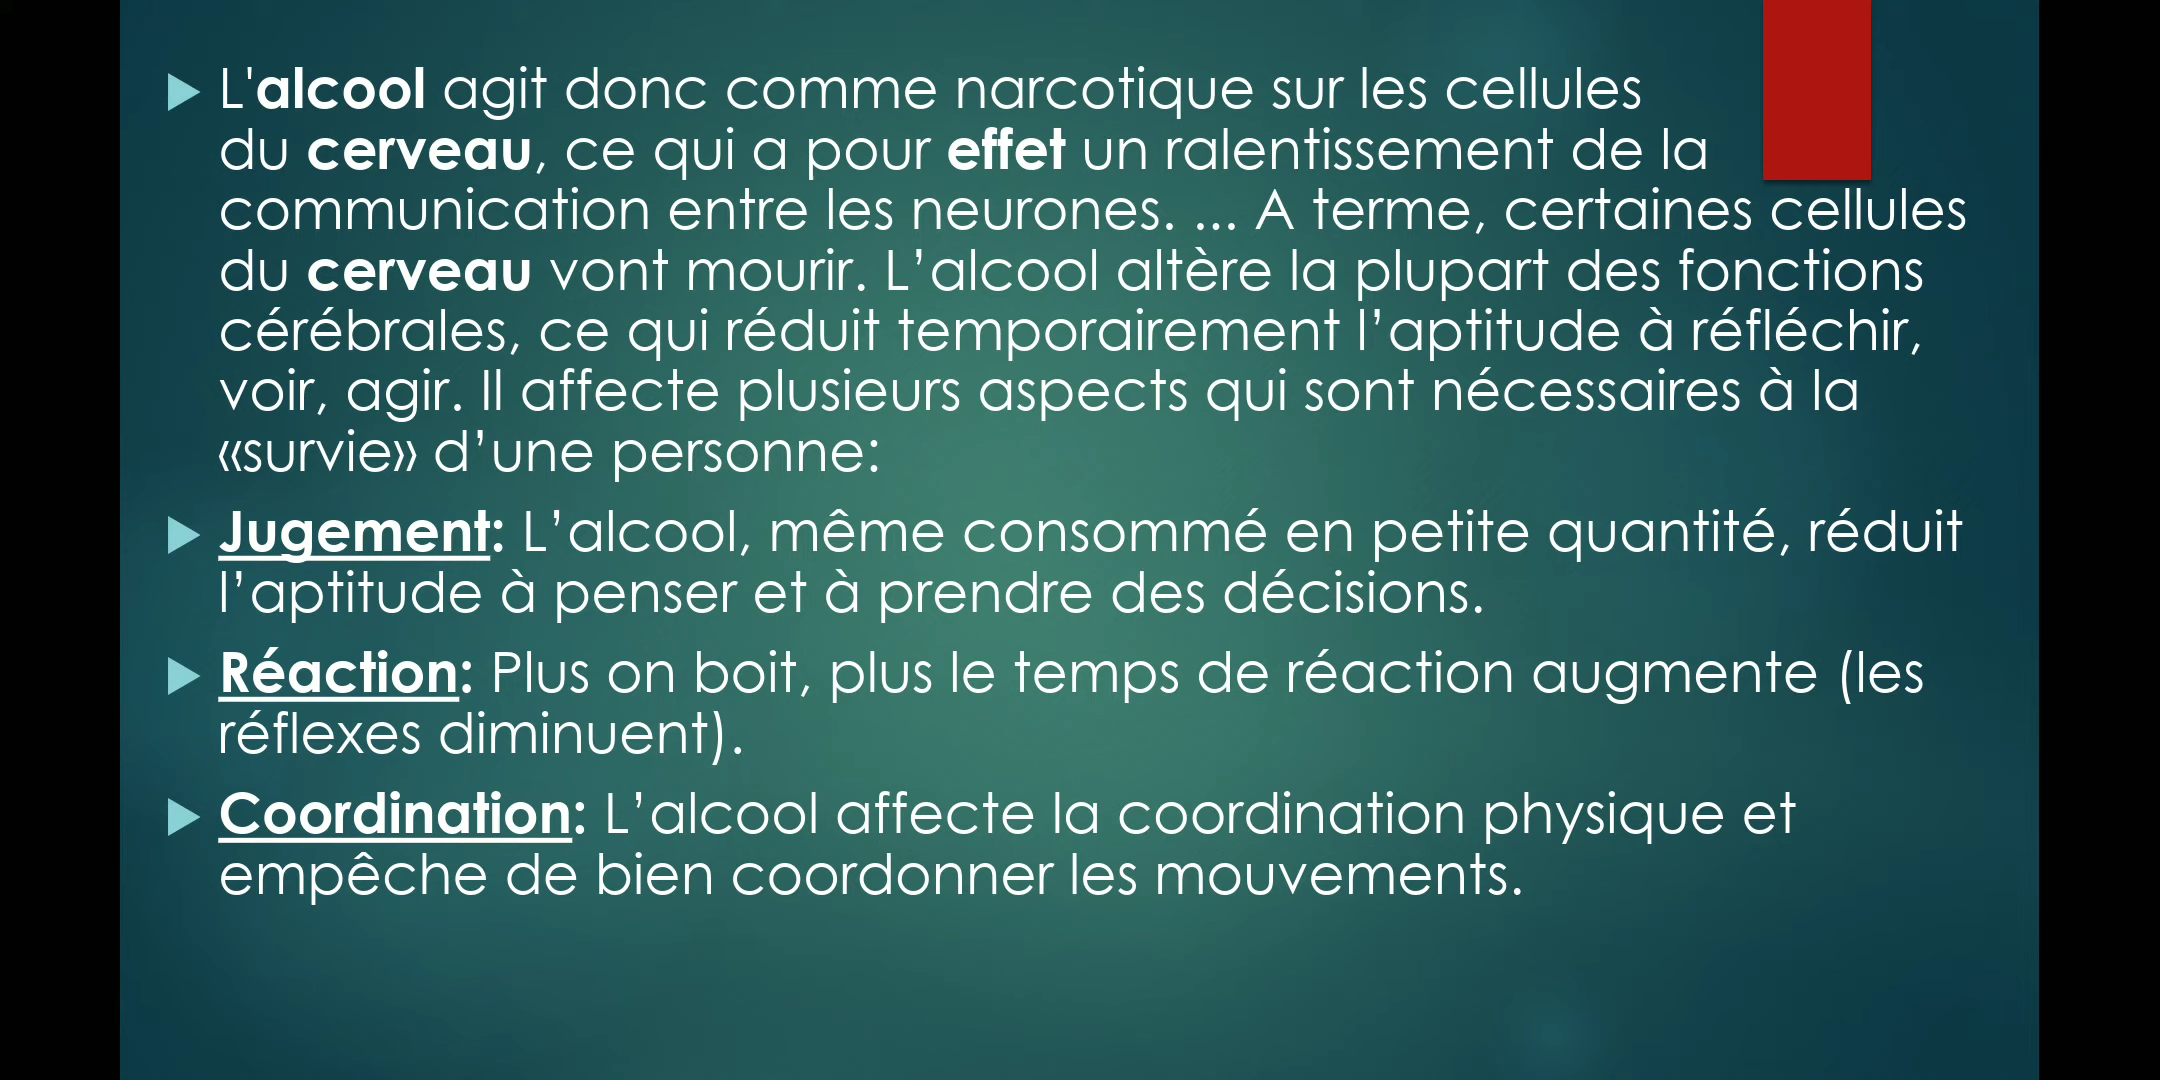 L'alcool agit donc comme narcotique sur les cellules
du cerveau, ce qui a pour effet un ralentissement de la
communication entre les neurones. ... A terme, certaines cellules
du cerveau vont mourir. L’alcool altère la plupart des fonctions
cérébrales, ce qui réduit temporairement l’aptitude à réfléchir,
voir, agir. Il affecte plusieurs aspects qui sont nécessaires à la
«survie» d’une personne:
Jugement: L’alcool, même consommé en petite quantité, réduit
l’aptitude à penser et à prendre des décisions.
Réaction: Plus on boit, plus le temps de réaction augmente (les
réflexes diminuent).
Coordination: L’alcool affecte la coordination physique et
empêche de bien coordonner les mouvements.